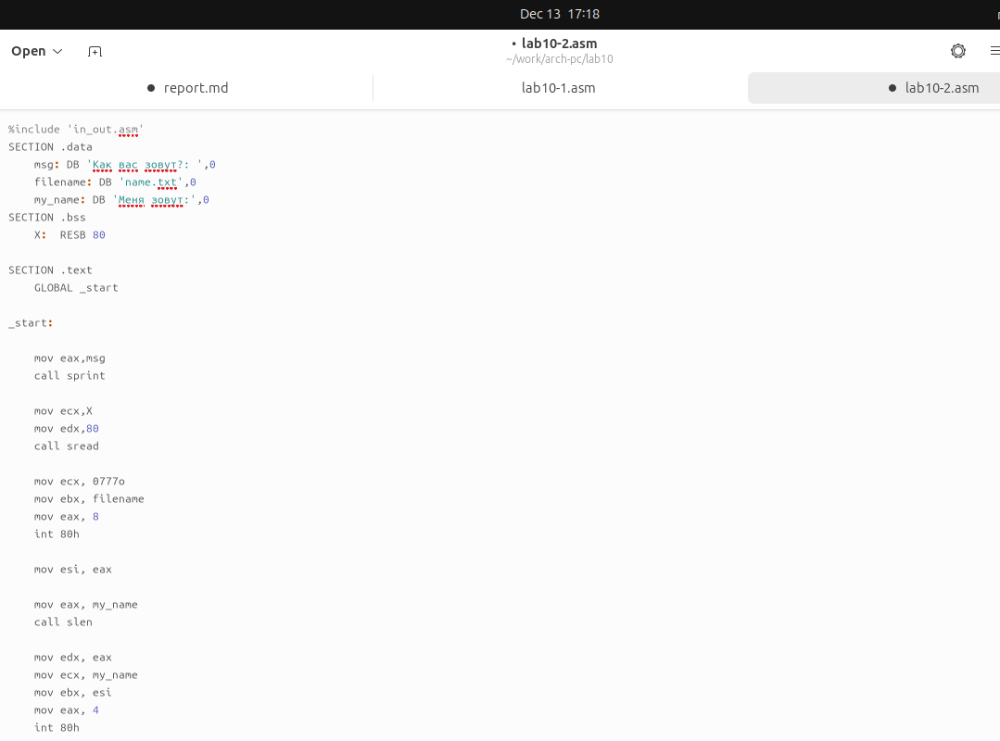 Dec 13 17:18
Open
• lab10-2.asm
~/work/arch-pc/lab10
● report.md
lab10-1.asm
● lab10-2.asm
%include 'in_out.asm'
SECTION .data
    msg: DB 'Как вас зовут?: ',0
    filename: DB 'name.txt',0
    my_name: DB 'Меня зовут:',0
SECTION .bss
    X:  RESB 80

SECTION .text
    GLOBAL _start

_start:

    mov eax,msg
    call sprint

    mov ecx,X
    mov edx,80
    call sread

    mov ecx, 0777o
    mov ebx, filename
    mov eax, 8
    int 80h

    mov esi, eax

    mov eax, my_name
    call slen

    mov edx, eax
    mov ecx, my_name
    mov ebx, esi
    mov eax, 4
    int 80h